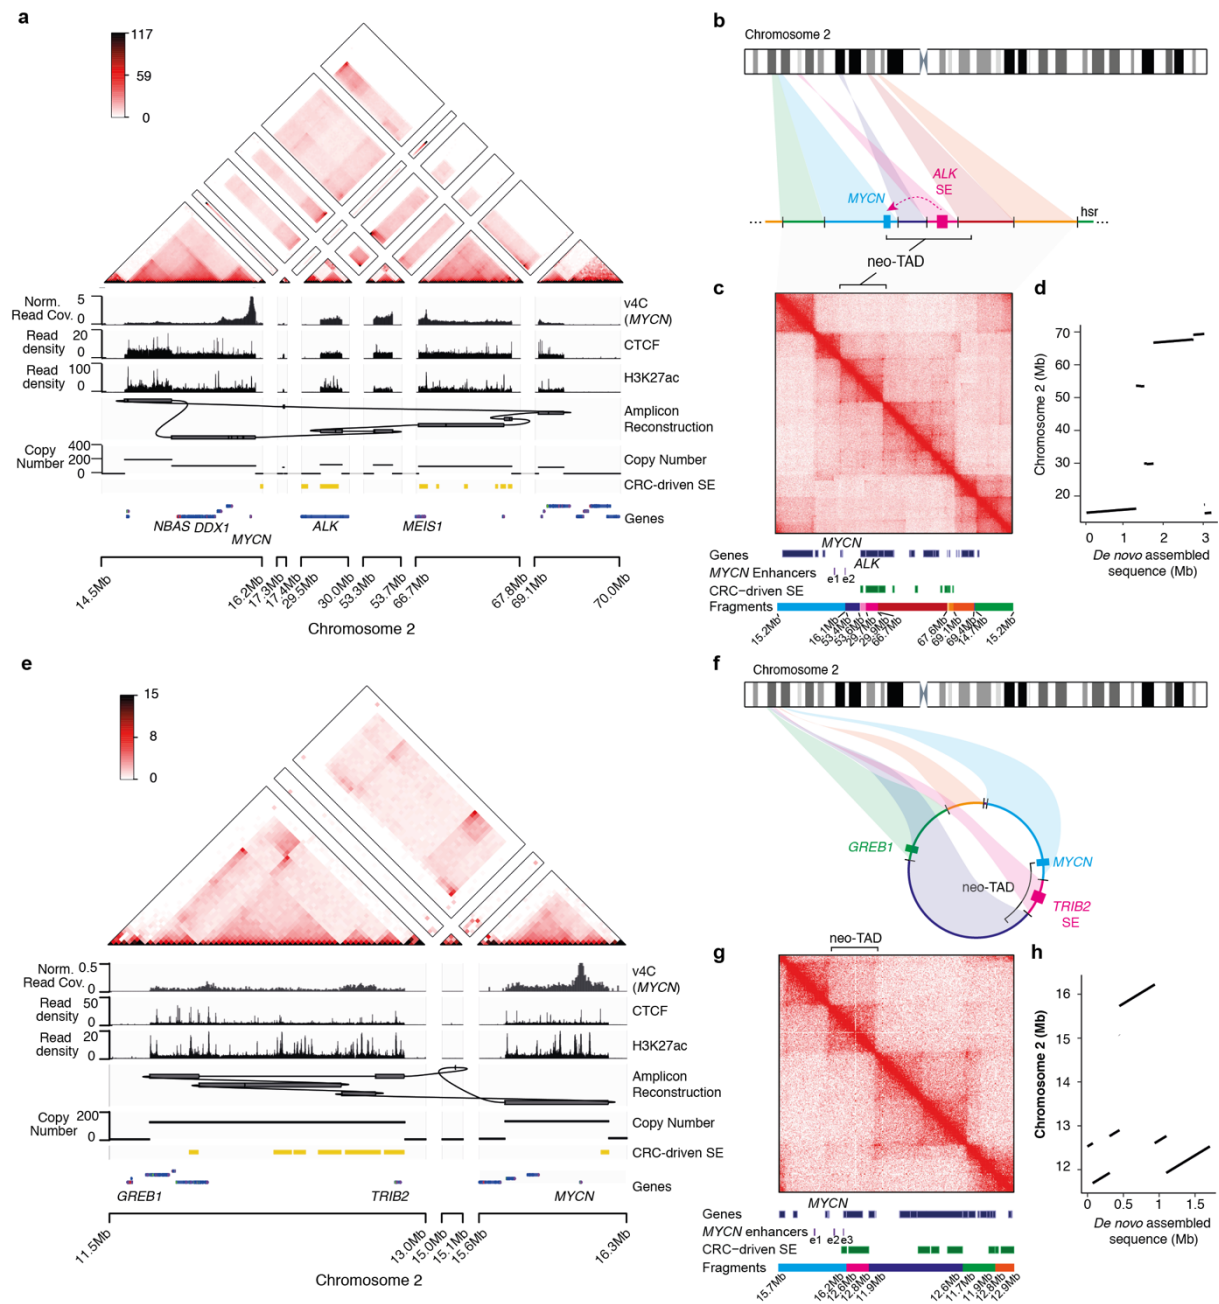 a
117
59
0
Norm.
Read Cov.
5
0
v4C
(MYCN)
Read
density
20
0
CTCF
Read
density
100
0
H3K27ac
Amplicon
Reconstruction
Copy
Number
400
200
0
Copy Number
CRC-driven SE
NBAS DDX1
MYCN
ALK
MEIS1
Genes
14.5Mb
16.2Mb
17.3Mb
17.4Mb
29.5Mb
30.0Mb
53.3Mb
53.7Mb
66.7Mb
67.8Mb
69.1Mb
70.0Mb
Chromosome 2
b
Chromosome 2
ALK
SE
MYCN
hsr
...
...
neo-TAD
c
MYCN
Genes
ALK
MYCN Enhancers
e1 e2
CRC-driven SE
Fragments
15.2Mb
16.1Mb
53.4Mb
53.6Mb
29.7Mb
29.9Mb
66.7Mb
67.6Mb
69.1Mb
69.4Mb
14.7Mb
15.2Mb
d
Chromosome 2 (Mb)
70
60
50
40
30
20
0 1 2 3
De novo assembled
sequence (Mb)
e
15
8
0
Norm.
Read Cov.
0.5
0
v4C
(MYCN)
Read
density
50
0
CTCF
Read
density
20
0
H3K27ac
Amplicon
Reconstruction
Copy
Number
200
0
Copy Number
CRC-driven SE
Genes
GREB1
TRIB2
MYCN
11.5Mb
13.0Mb
15.0Mb
15.1Mb
15.6Mb
16.3Mb
Chromosome 2
f
Chromosome 2
GREB1
MYCN
neo-TAD
TRIB2
SE
g
neo-TAD
MYCN
Genes
MYCN enhancers
e1 e2 e3
CRC-driven SE
Fragments
15.7Mb
16.2Mb
12.6Mb
12.8Mb
11.9Mb
12.6Mb
11.7Mb
11.9Mb
12.8Mb
12.9Mb
h
Chromosome 2 (Mb)
16
15
14
13
12
0 0.5 1 1.5
De novo assembled
sequence (Mb)